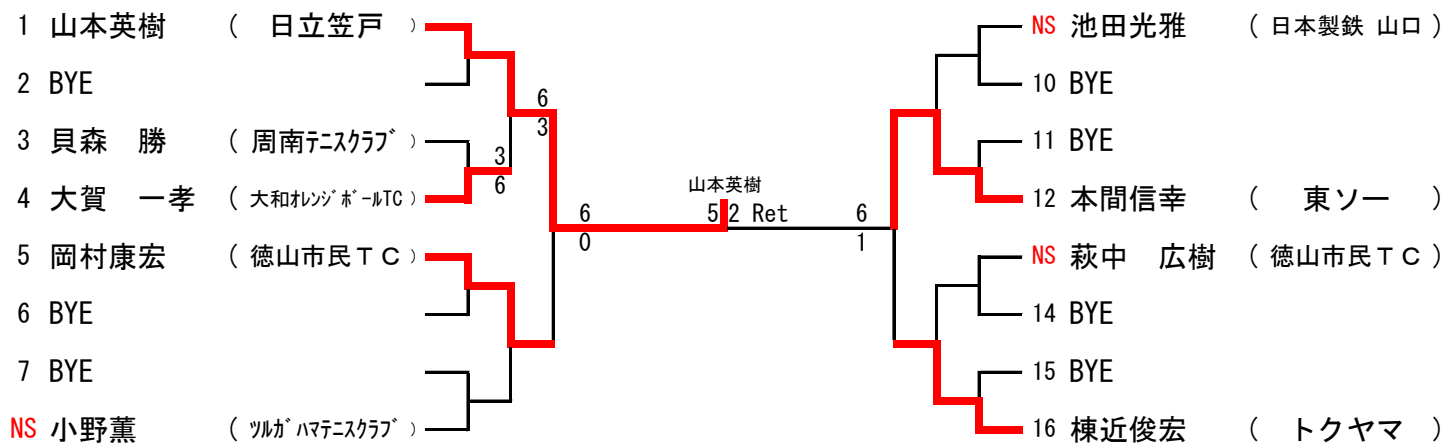 1 山本英樹 ( 日立笠戸 )
2 BYE
3 貝森 勝 ( 周南テニスクラブ )
4 大賀 一孝 ( 大和オレンジボールTC )
5 岡村康宏 ( 徳山市民TC )
6 BYE
7 BYE
NS 小野薫 ( ツルガハマテニスクラブ )
6
3
3
6
6
0
山本英樹
5 2 Ret
6
1
NS 池田光雅 ( 日本製鉄 山口 )
10 BYE
11 BYE
12 本間信幸 ( 東ソー )
NS 萩中 広樹 ( 徳山市民TC )
14 BYE
15 BYE
16 棟近俊宏 ( トクヤマ )